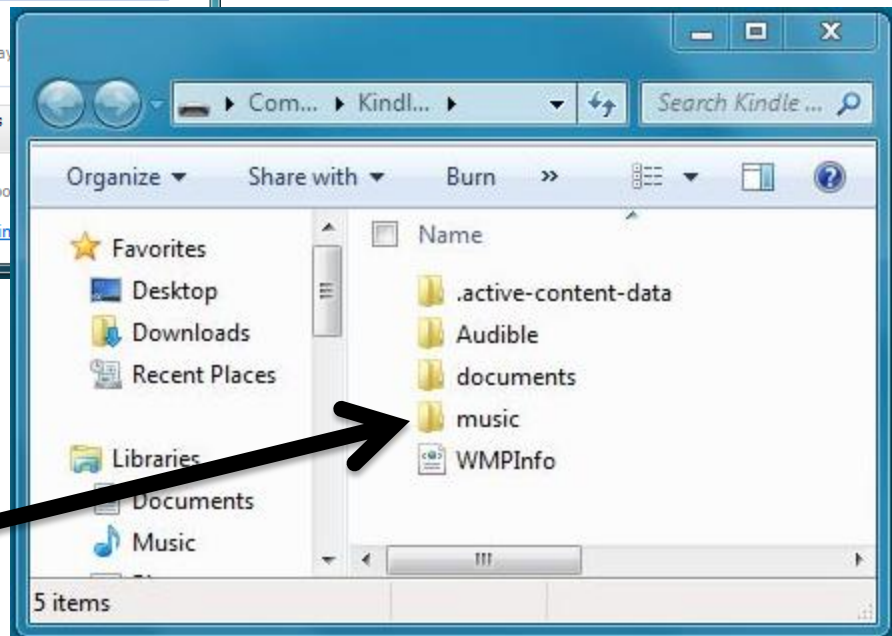 Com... Kindl... Search Kindle ...
Organize Share with Burn »
Favorites
Desktop
Downloads
Recent Places
Libraries
Documents
Music
Name
.active-content-data
Audible
documents
music
WMPInfo
5 items